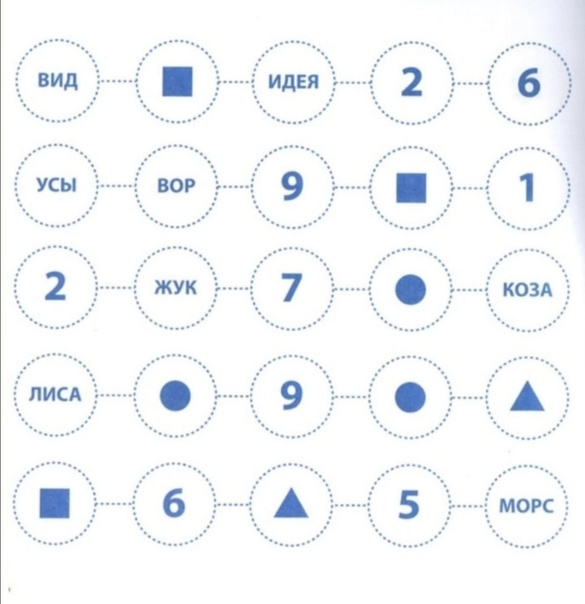 ВИД ИДЕЯ 2 6
УСЫ ВОР 9 1
2 ЖУК 7 КОЗА
ЛИСА 9
6 5 МОРС